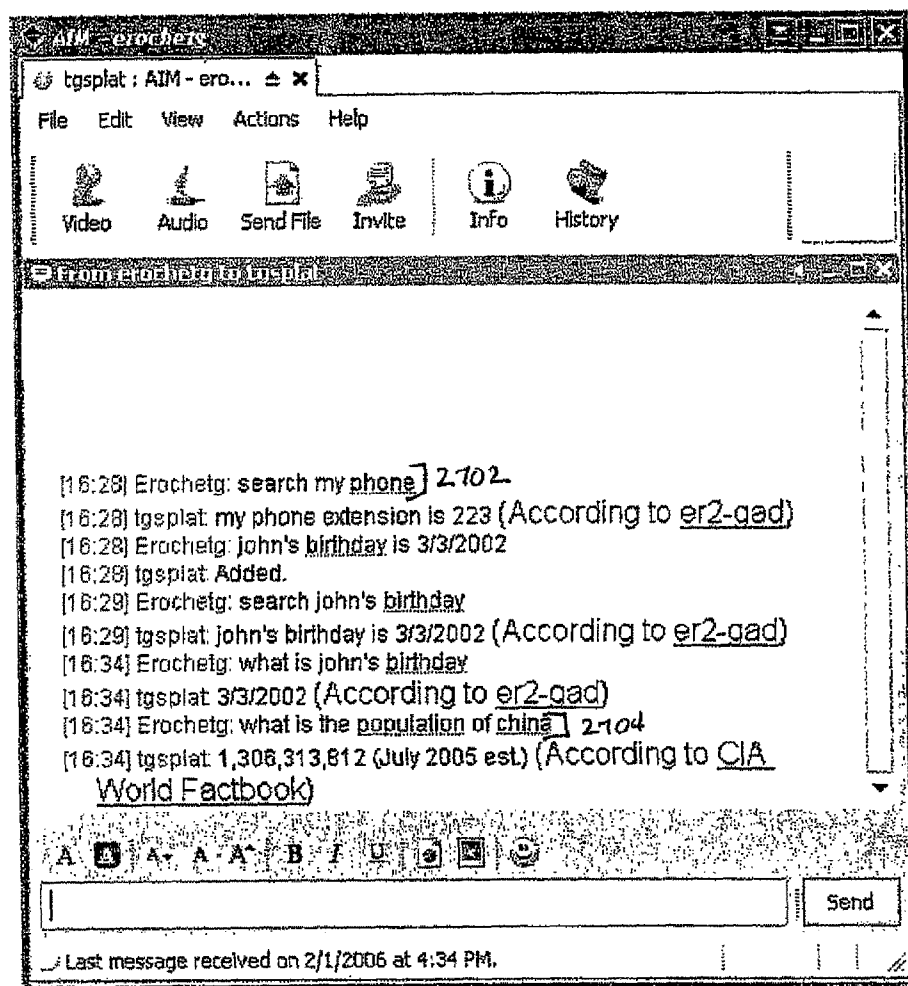 AIM - erochetg
tgsplat : AIM - ero...
File Edit View Actions Help
Video Audio Send File Invite Info History
From erochetg to tgsplat
[16:28] Erochetg: search my phone] 2702
[16:28] tgsplat: my phone extension is 223 (According to er2-gad)
[16:28] Erochetg: john's birthday is 3/3/2002
[16:28] tgsplat: Added.
[16:29] Erochetg: search john's birthday
[16:29] tgsplat: john's birthday is 3/3/2002 (According to er2-gad)
[16:34] Erochetg: what is john's birthday
[16:34] tgsplat: 3/3/2002 (According to er2-gad)
[16:34] Erochetg: what is the population of china] 2704
[16:34] tgsplat: 1,306,313,812 (July 2005 est.) (According to CIA
World Factbook)
A A A A A B I U
Send
Last message received on 2/1/2006 at 4:34 PM.